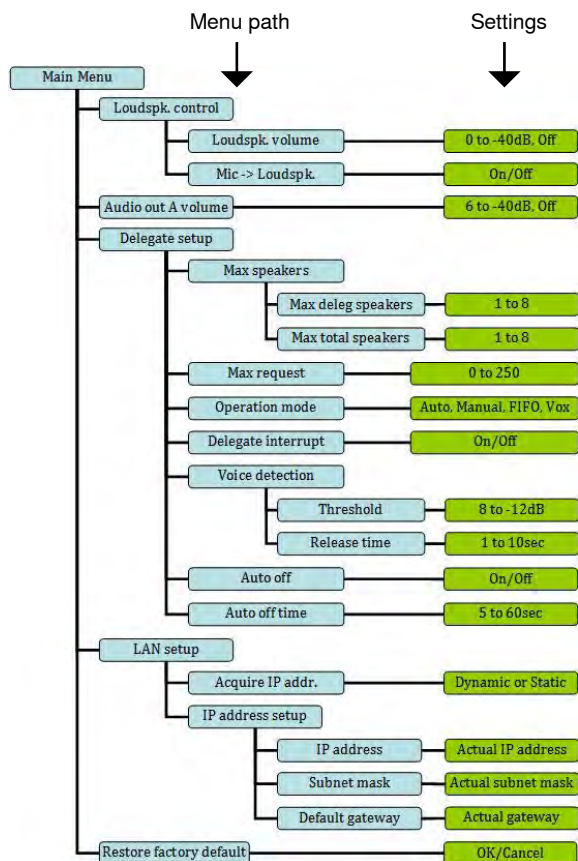 Menu path Settings
Main Menu
Loudspk. control
Loudspk. volume 0 to -40dB, Off
Mic -> Loudspk. On/Off
Audio out A volume 6 to -40dB, Off
Delegate setup
Max speakers
Max deleg speakers 1 to 8
Max total speakers 1 to 8
Max request 0 to 250
Operation mode Auto, Manual, FIFO, Vox
Delegate interrupt On/Off
Voice detection
Threshold 8 to -12dB
Release time 1 to 10sec
Auto off On/Off
Auto off time 5 to 60sec
LAN setup
Acquire IP addr. Dynamic or Static
IP address setup
IP address Actual IP address
Subnet mask Actual subnet mask
Default gateway Actual gateway
Restore factory default OK/Cancel